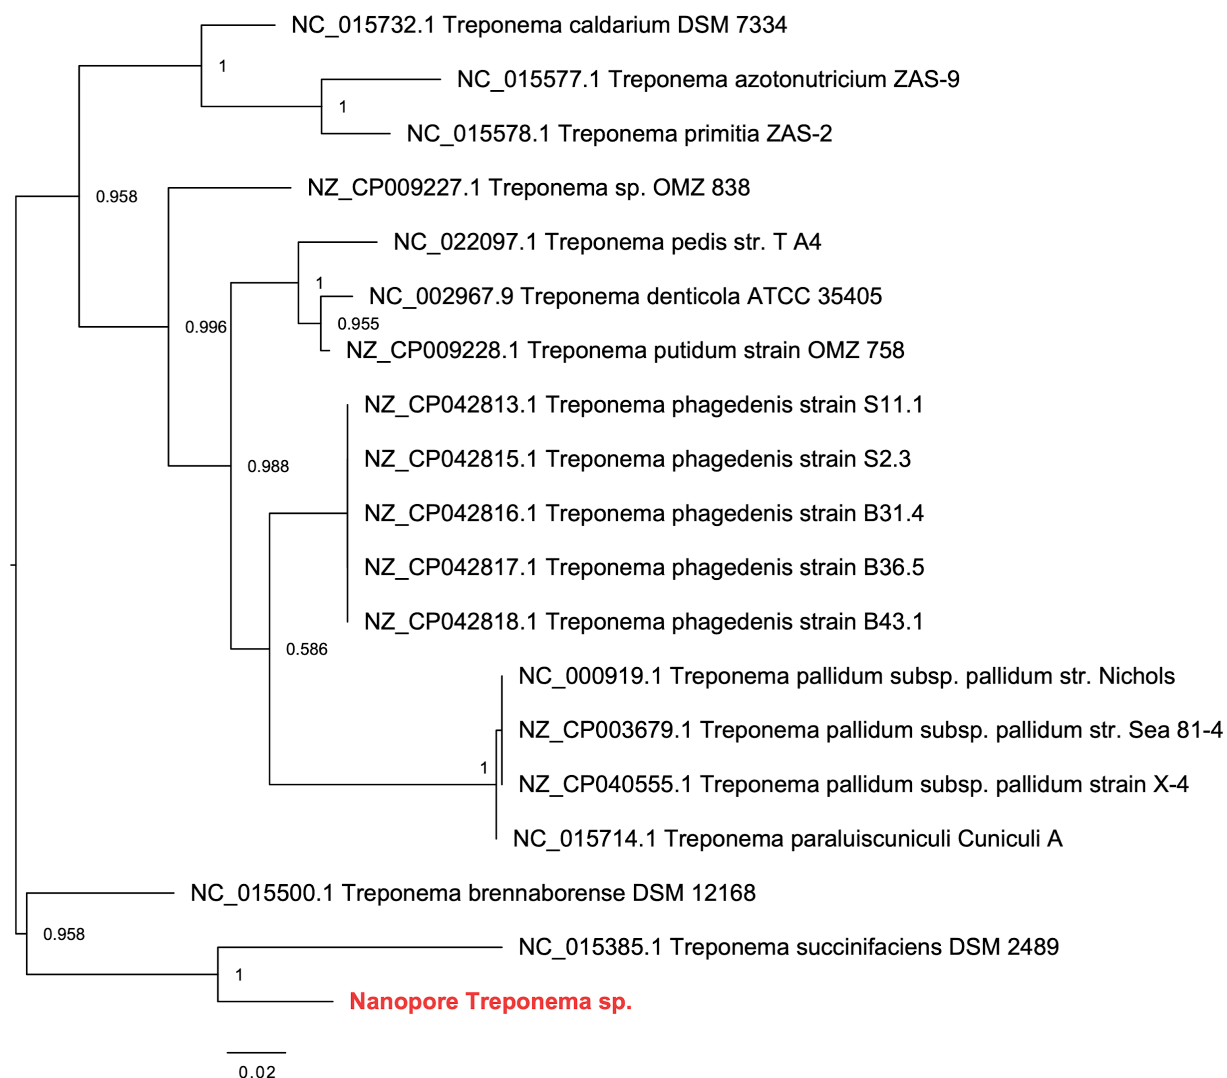 NC_015732.1 Treponema caldarium DSM 7334
1
NC_015577.1 Treponema azotonutricium ZAS-9
1
NC_015578.1 Treponema primitia ZAS-2
NZ_CP009227.1 Treponema sp. OMZ 838
0.958
NC_022097.1 Treponema pedis str. T A4
1
NC_002967.9 Treponema denticola ATCC 35405
0.996
0.955
NZ_CP009228.1 Treponema putidum strain OMZ 758
NZ_CP042813.1 Treponema phagedenis strain S11.1
NZ_CP042815.1 Treponema phagedenis strain S2.3
0.988
NZ_CP042816.1 Treponema phagedenis strain B31.4
NZ_CP042817.1 Treponema phagedenis strain B36.5
NZ_CP042818.1 Treponema phagedenis strain B43.1
0.586
NC_000919.1 Treponema pallidum subsp. pallidum str. Nichols
NZ_CP003679.1 Treponema pallidum subsp. pallidum str. Sea 81-4
1
NZ_CP040555.1 Treponema pallidum subsp. pallidum strain X-4
NC_015714.1 Treponema paraluiscuniculi Cuniculi A
NC_015500.1 Treponema brennaborense DSM 12168
0.958
NC_015385.1 Treponema succinifaciens DSM 2489
1
Nanopore Treponema sp.
0.02